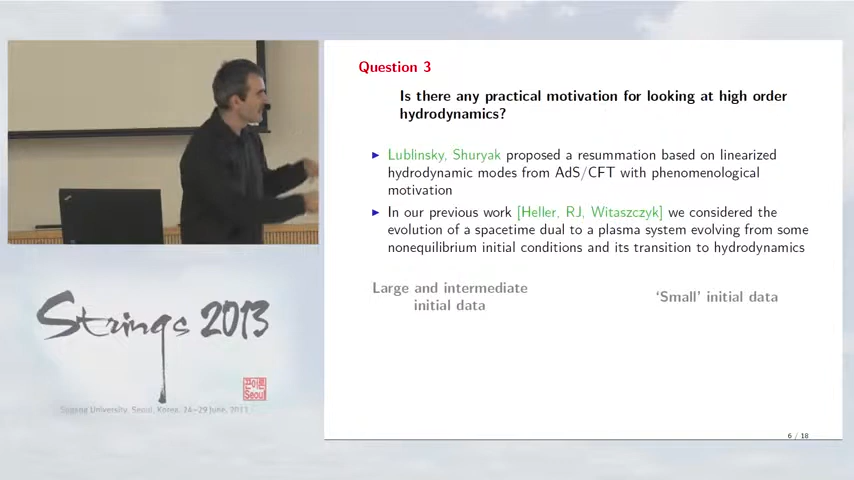 Question 3
Is there any practical motivation for looking at high order
hydrodynamics?
▶ Lublinsky, Shuryak proposed a resummation based on linearized
hydrodynamic modes from AdS/CFT with phenomenological
motivation
▶ In our previous work [Heller, RJ, Witaszczyk] we considered the
evolution of a spacetime dual to a plasma system evolving from some
nonequilibrium initial conditions and its transition to hydrodynamics
Large and intermediate
initial data
'Small' initial data
6 / 18
Strings 2013
Seoul
Sogang University, Seoul, Korea, 24-29 June, 2013